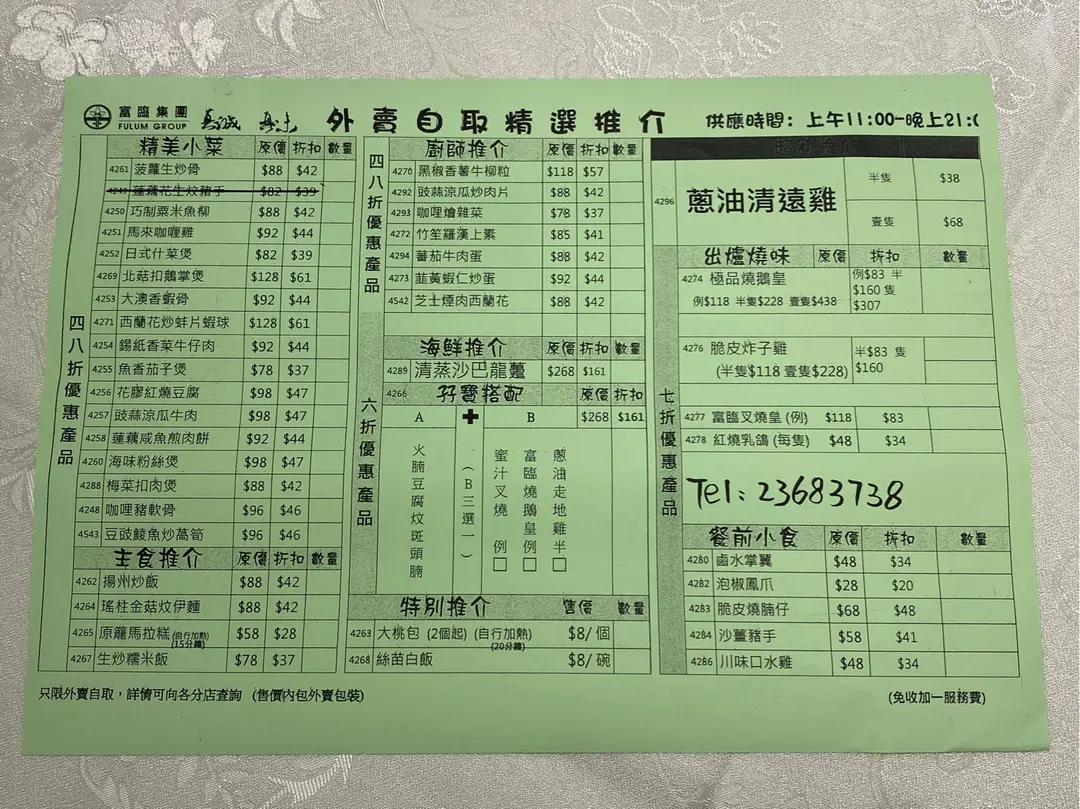 富臨集團
FULUM GROUP
外賣自取精選推介
供應時間：上午11:00-晚上21:0
四八折優惠產品
精美小菜 原價 折扣 數量
4261 菠蘿生炒骨 $88 $42
4249 蓮藕花生炆豬手 $82 $39
4250 巧制粟米魚柳 $88 $42
4251 馬來咖喱雞 $92 $44
4252 日式什菜煲 $82 $39
4269 北菇扣鵝掌煲 $128 $61
4253 大澳香蝦骨 $92 $44
4271 西蘭花炒蚌片蝦球 $128 $61
4254 錫紙香菜牛仔肉 $92 $44
4255 魚香茄子煲 $78 $37
4256 花膠紅燒豆腐 $98 $47
4257 豉蒜涼瓜牛肉 $98 $47
4258 蓮藕咸魚煎肉餅 $92 $44
4260 海味粉絲煲 $98 $47
4288 梅菜扣肉煲 $88 $42
4248 咖喱豬軟骨 $96 $46
4543 豆豉鯪魚炒萵筍 $96 $46
主食推介 原價 折扣 數量
4262 揚州炒飯 $88 $42
4264 瑤柱金菇炆伊麵 $88 $42
4265 原籠馬拉糕 (自行加熱) $58 $28
(15分鐘)
4267 生炒糯米飯 $78 $37
四八折優惠產品
廚師推介 原價 折扣 數量
4270 黑椒香薯牛柳粒 $118 $57
4292 豉蒜涼瓜炒肉片 $88 $42
4293 咖哩燴雜菜 $78 $37
4272 竹笙羅漢上素 $85 $41
4294 蕃茄牛肉蛋 $88 $42
4273 韮黃蝦仁炒蛋 $92 $44
4542 芝士煙肉西蘭花 $88 $42
六折優惠產品
海鮮推介 原價 折扣 數量
4289 清蒸沙巴龍躉 $268 $161
4266 孖寶搭配 原價 折扣
A ✚ B $268 $161
火腩豆腐炆斑頭腩
(B三選一)
蜜汁叉燒 例 □
富臨燒鵝皇例 □
蔥油走地雞半 □
特別推介 售價 數量
4263 大桃包 (2個起) (自行加熱) $8/個
(20分鐘)
4268 絲苗白飯 $8/碗
4296 蔥油清遠雞
半隻 $38
壹隻 $68
七折優惠產品
出爐燒味 原價 折扣 數量
4274 極品燒鵝皇
例$118 半隻$228 壹隻$438
例$83 半
$160 隻
$307
4276 脆皮炸子雞
(半隻$118 壹隻$228)
半$83 隻
$160
4277 富臨叉燒皇 (例) $118 $83
4278 紅燒乳鴿 (每隻) $48 $34
Tel: 23683738
餐前小食 原價 折扣 數量
4280 鹵水掌翼 $48 $34
4282 泡椒鳳爪 $28 $20
4283 脆皮燒腩仔 $68 $48
4284 沙薑豬手 $58 $41
4286 川味口水雞 $48 $34
只限外賣自取，詳情可向各分店查詢 (售價內包外賣包裝)
(免收加一服務費)